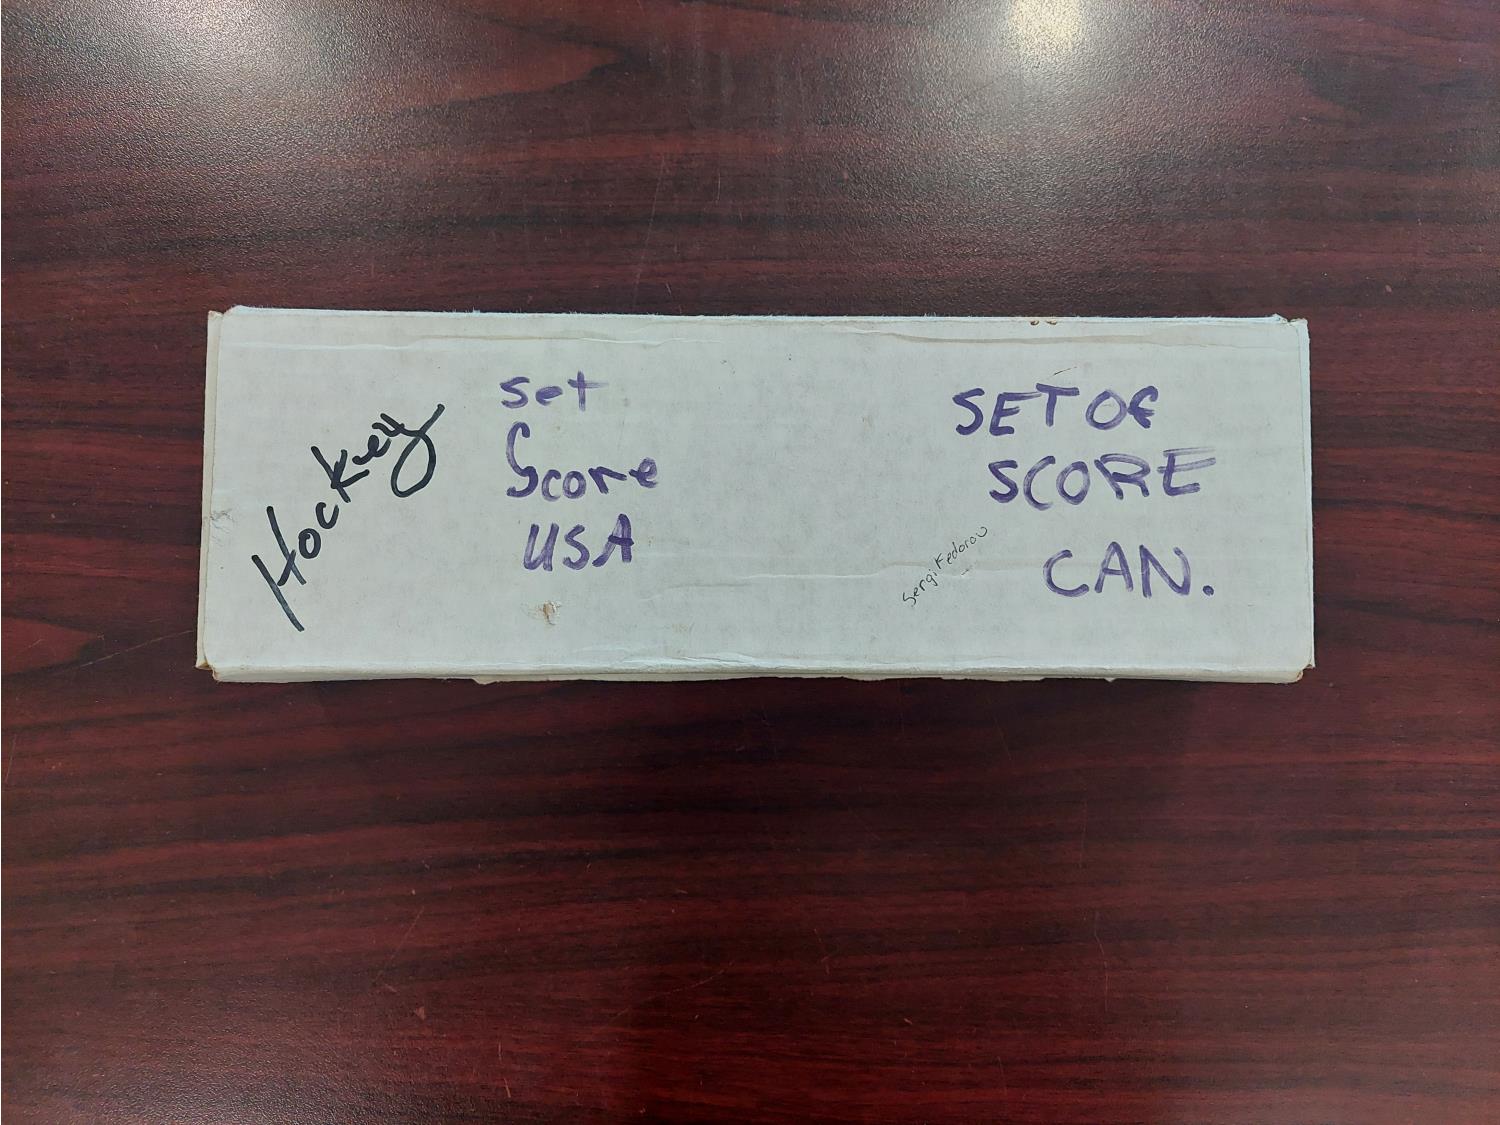 Hockey
Set
Score
USA
SET OF
SCORE
CAN.
Sergi Fedorov